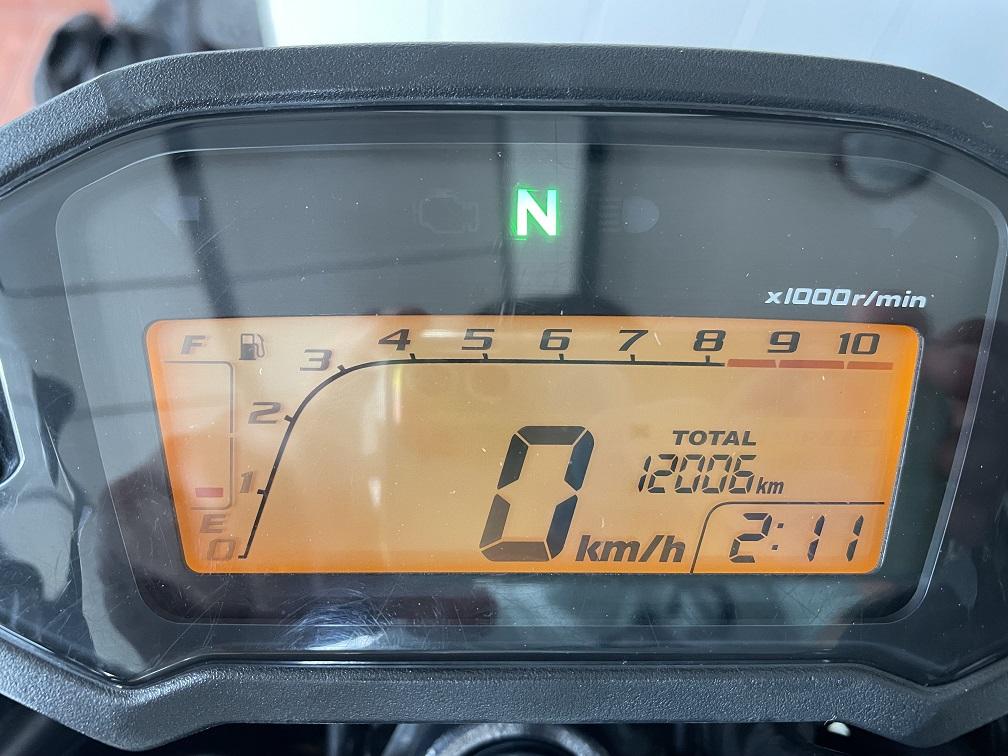 N
x1000r/min
F 3 4 5 6 7 8 9 10
2
TOTAL
12006km
1
E
0
0 km/h
2:11